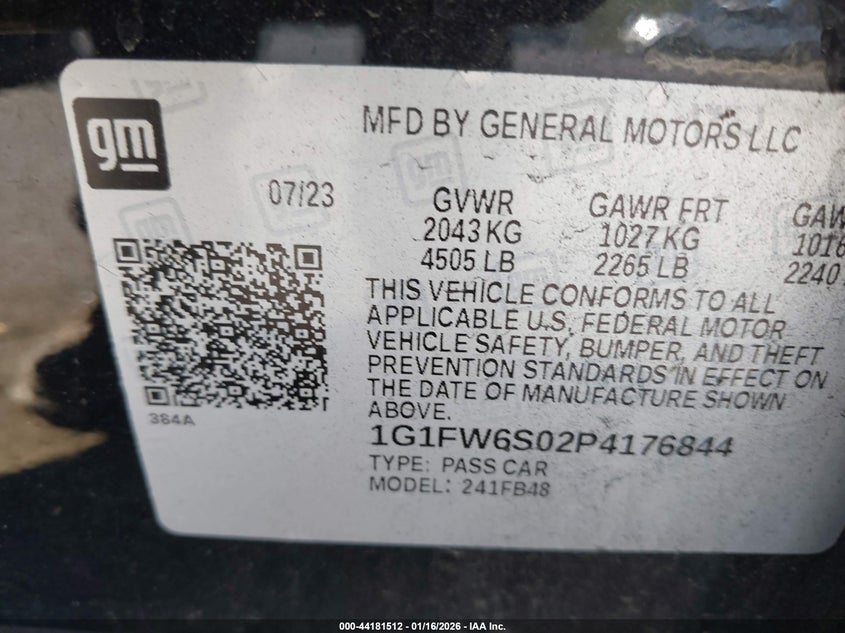 gm
MFD BY GENERAL MOTORS LLC
07/23
GVWR GAWR FRT GAW
2043 KG 1027 KG 1016
4505 LB 2265 LB 2240
THIS VEHICLE CONFORMS TO ALL
APPLICABLE U.S. FEDERAL MOTOR
VEHICLE SAFETY, BUMPER, AND THEFT
PREVENTION STANDARDS IN EFFECT ON
THE DATE OF MANUFACTURE SHOWN
ABOVE.
384A
1G1FW6S02P4176844
TYPE: PASS CAR
MODEL: 241FB48
000-44181512 - 01/16/2026 - IAA Inc.